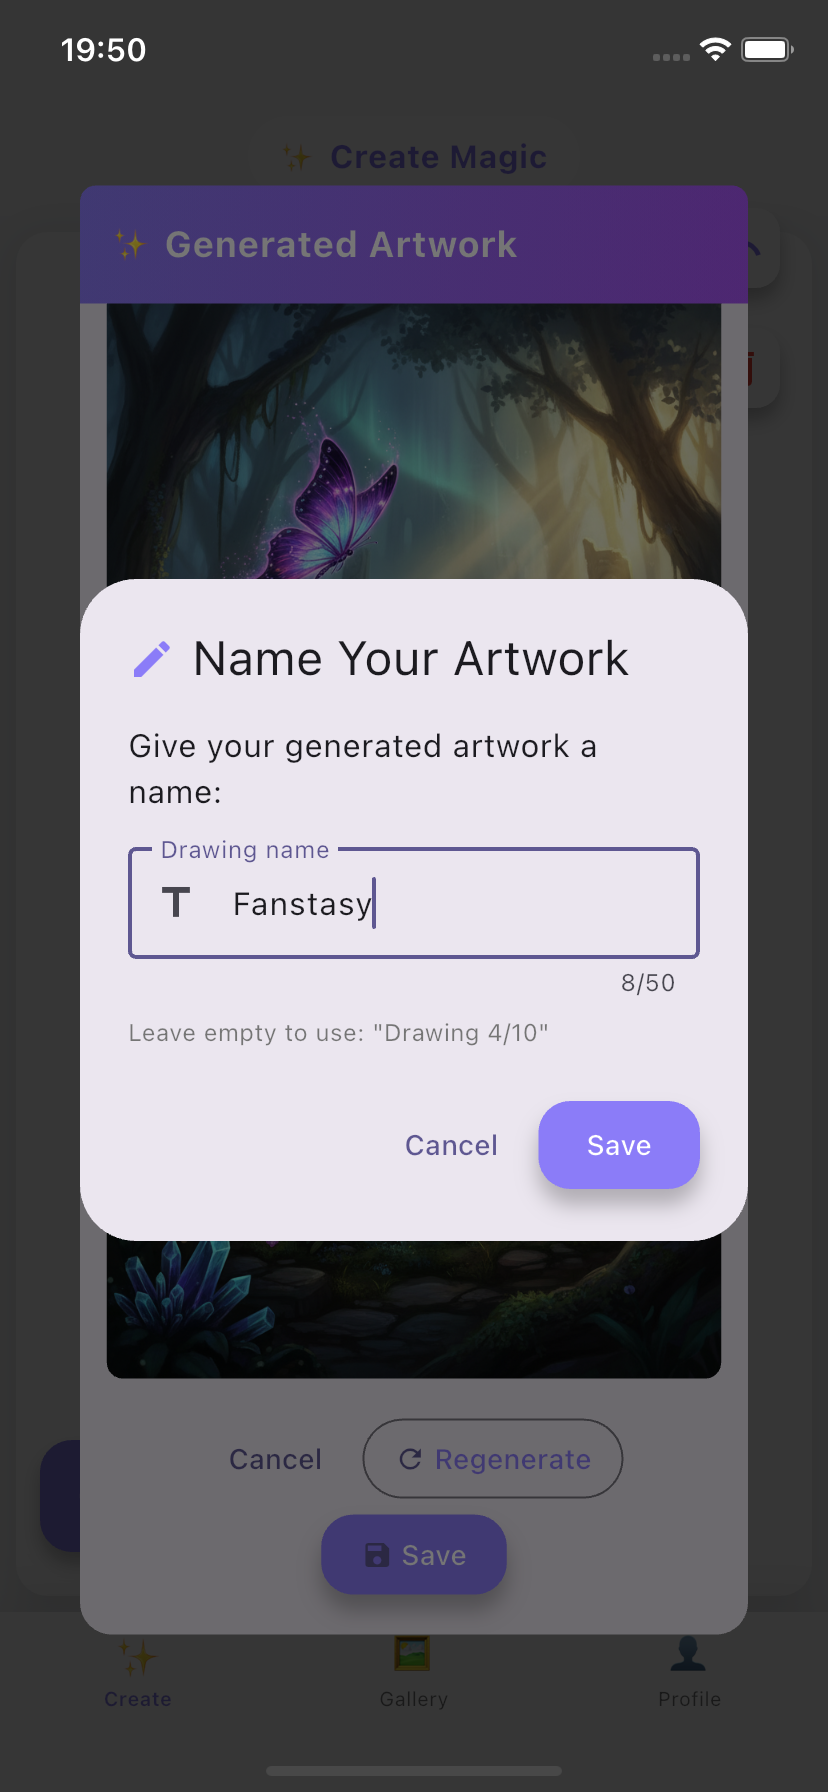 19:50
✨ Create Magic
✨ Generated Artwork
Name Your Artwork
Give your generated artwork a
name:
Drawing name
Fanstasy
8/50
Leave empty to use: "Drawing 4/10"
Cancel
Save
Cancel
Regenerate
Save
Create
Gallery
Profile